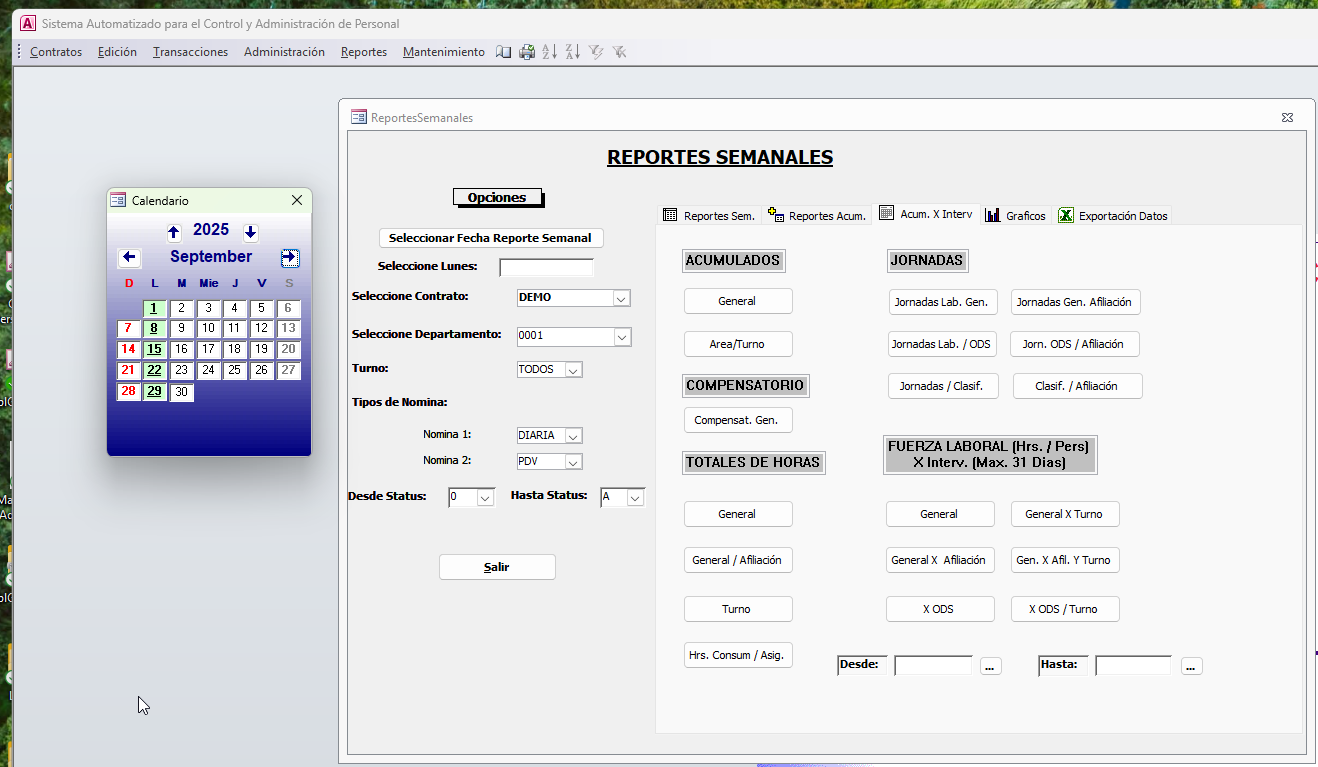 Sistema Automatizado para el Control y Administración de Personal
Contratos Edición Transacciones Administración Reportes Mantenimiento
ReportesSemanales
REPORTES SEMANALES
Calendario
2025
September
D L M Mie J V S
1 2 3 4 5 6
7 8 9 10 11 12 13
14 15 16 17 18 19 20
21 22 23 24 25 26 27
28 29 30
Opciones
Seleccionar Fecha Reporte Semanal
Seleccione Lunes:
Seleccione Contrato: DEMO
Seleccione Departamento: 0001
Turno: TODOS
Tipos de Nomina:
Nomina 1: DIARIA
Nomina 2: PDV
Desde Status: 0 Hasta Status: A
Salir
Reportes Sem. Reportes Acum. Acum. X Interv Graficos Exportación Datos
ACUMULADOS
General
Area/Turno
COMPENSATORIO
Compensat. Gen.
TOTALES DE HORAS
General
General / Afiliación
Turno
Hrs. Consum / Asig.
JORNADAS
Jornadas Lab. Gen. Jornadas Gen. Afiliación
Jornadas Lab. / ODS Jorn. ODS / Afiliación
Jornadas / Clasif. Clasif. / Afiliación
FUERZA LABORAL (Hrs. / Pers)
X Interv. (Max. 31 Dias)
General General X Turno
General X Afiliación Gen. X Afil. Y Turno
X ODS X ODS / Turno
Desde: ... Hasta: ...